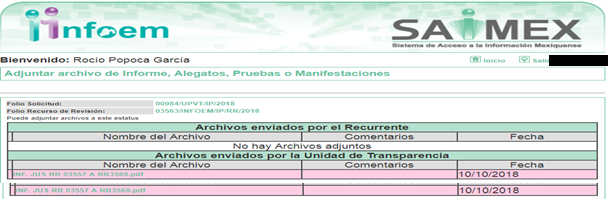 infoem
SAIMEX
Sistema de Acceso a la Información Mexiquense
Bienvenido: Rocío Popoca García
Inicio
Adjuntar archivo de Informe, Alegatos, Pruebas o Manifestaciones
Folio Solicitud: 00984/UPVT/IP/2018
Folio Recurso de Revisión: 03563/INFOEM/IP/RR/2018
Puede adjuntar archivos a este estatus
Archivos enviados por el Recurrente
Nombre del Archivo Comentarios Fecha
No hay Archivos adjuntos
Archivos enviados por la Unidad de Transparencia
Nombre del Archivo Comentarios Fecha
INF. JUS RR 03557 A RR3569.pdf 10/10/2018
INF. JUS RR 03557 A RR3569.pdf 10/10/2018